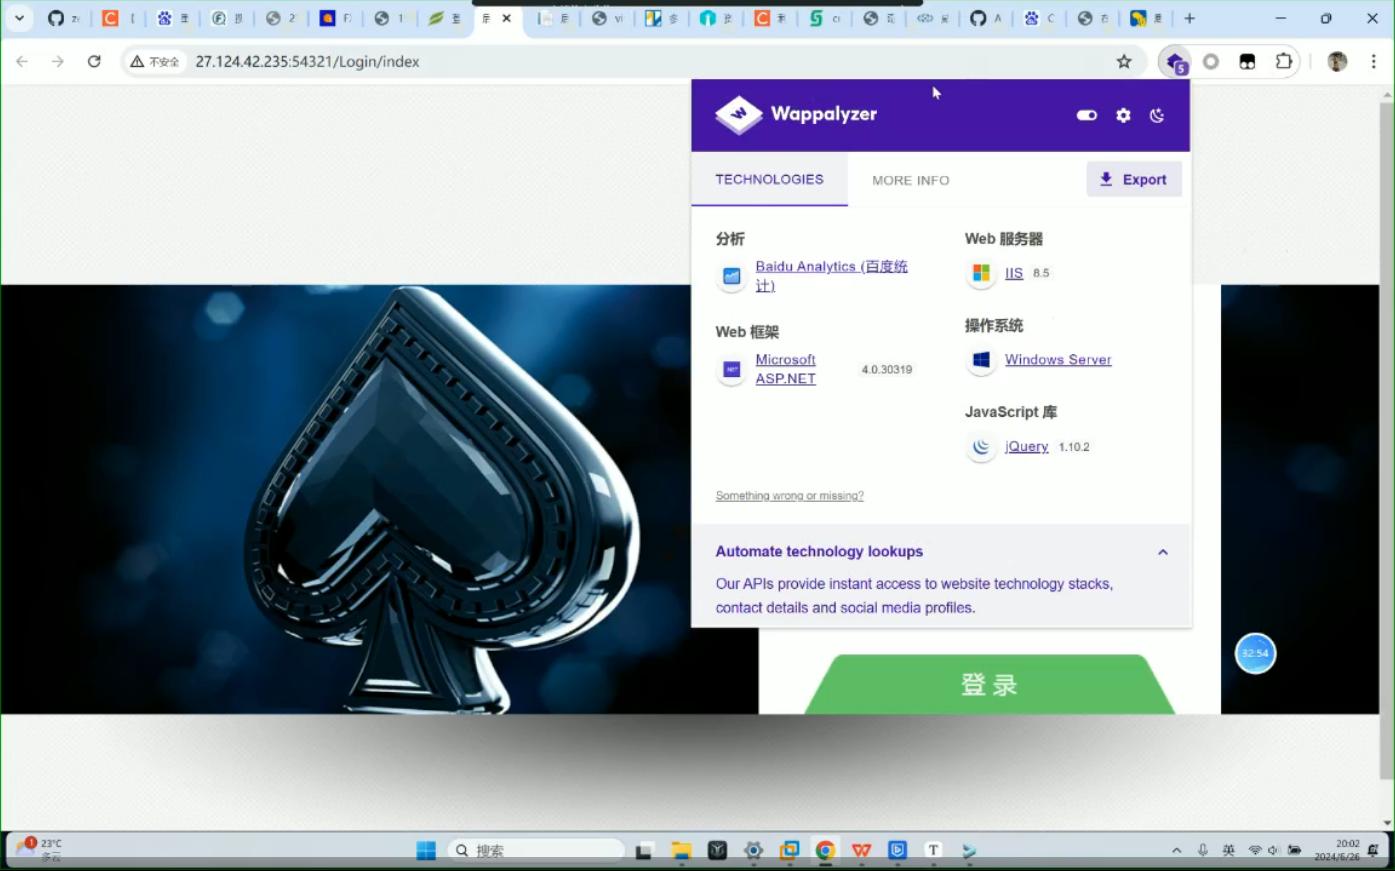 不安全
27.124.42.235:54321/Login/index
5
Wappalyzer
TECHNOLOGIES
MORE INFO
Export
分析
Baidu Analytics (百度统
计)
Web 框架
Microsoft
ASP.NET
4.0.30319
Web 服务器
IIS 8.5
操作系统
Windows Server
JavaScript 库
jQuery 1.10.2
Something wrong or missing?
Automate technology lookups
Our APIs provide instant access to website technology stacks,
contact details and social media profiles.
32:54
登 录
1
23°C
多云
搜索
英
20:02
2024/6/26